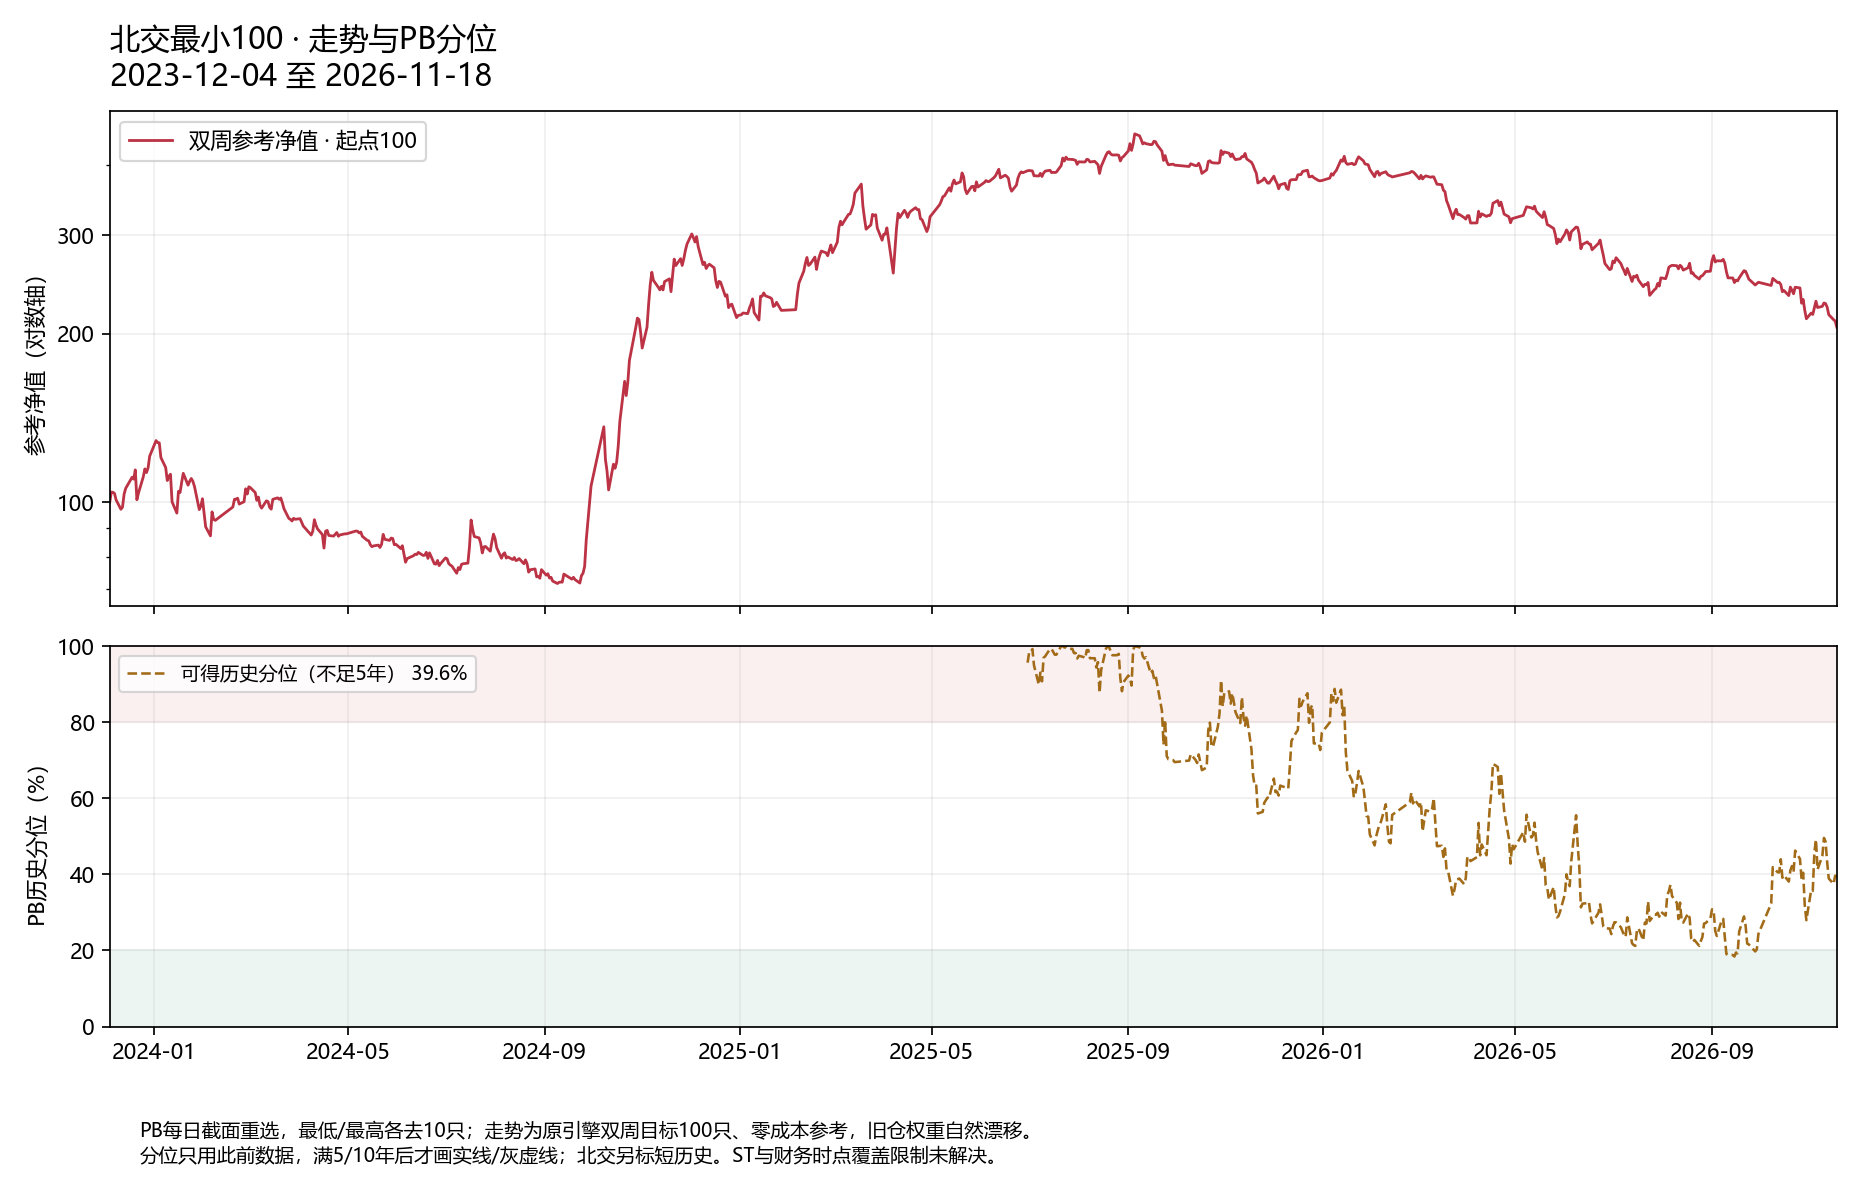 北交最小100 · 走势与PB分位
2023-12-04 至 2026-11-18
双周参考净值 · 起点100
参考净值（对数轴）
300
200
100
可得历史分位（不足5年） 39.6%
PB历史分位（%）
100
80
60
40
20
0
2024-01 2024-05 2024-09 2025-01 2025-05 2025-09 2026-01 2026-05 2026-09
PB每日截面重选，最低/最高各去10只；走势为原引擎双周目标100只、零成本参考，旧仓权重自然漂移。
分位只用此前数据，满5/10年后才画实线/灰虚线；北交另标短历史。ST与财务时点覆盖限制未解决。